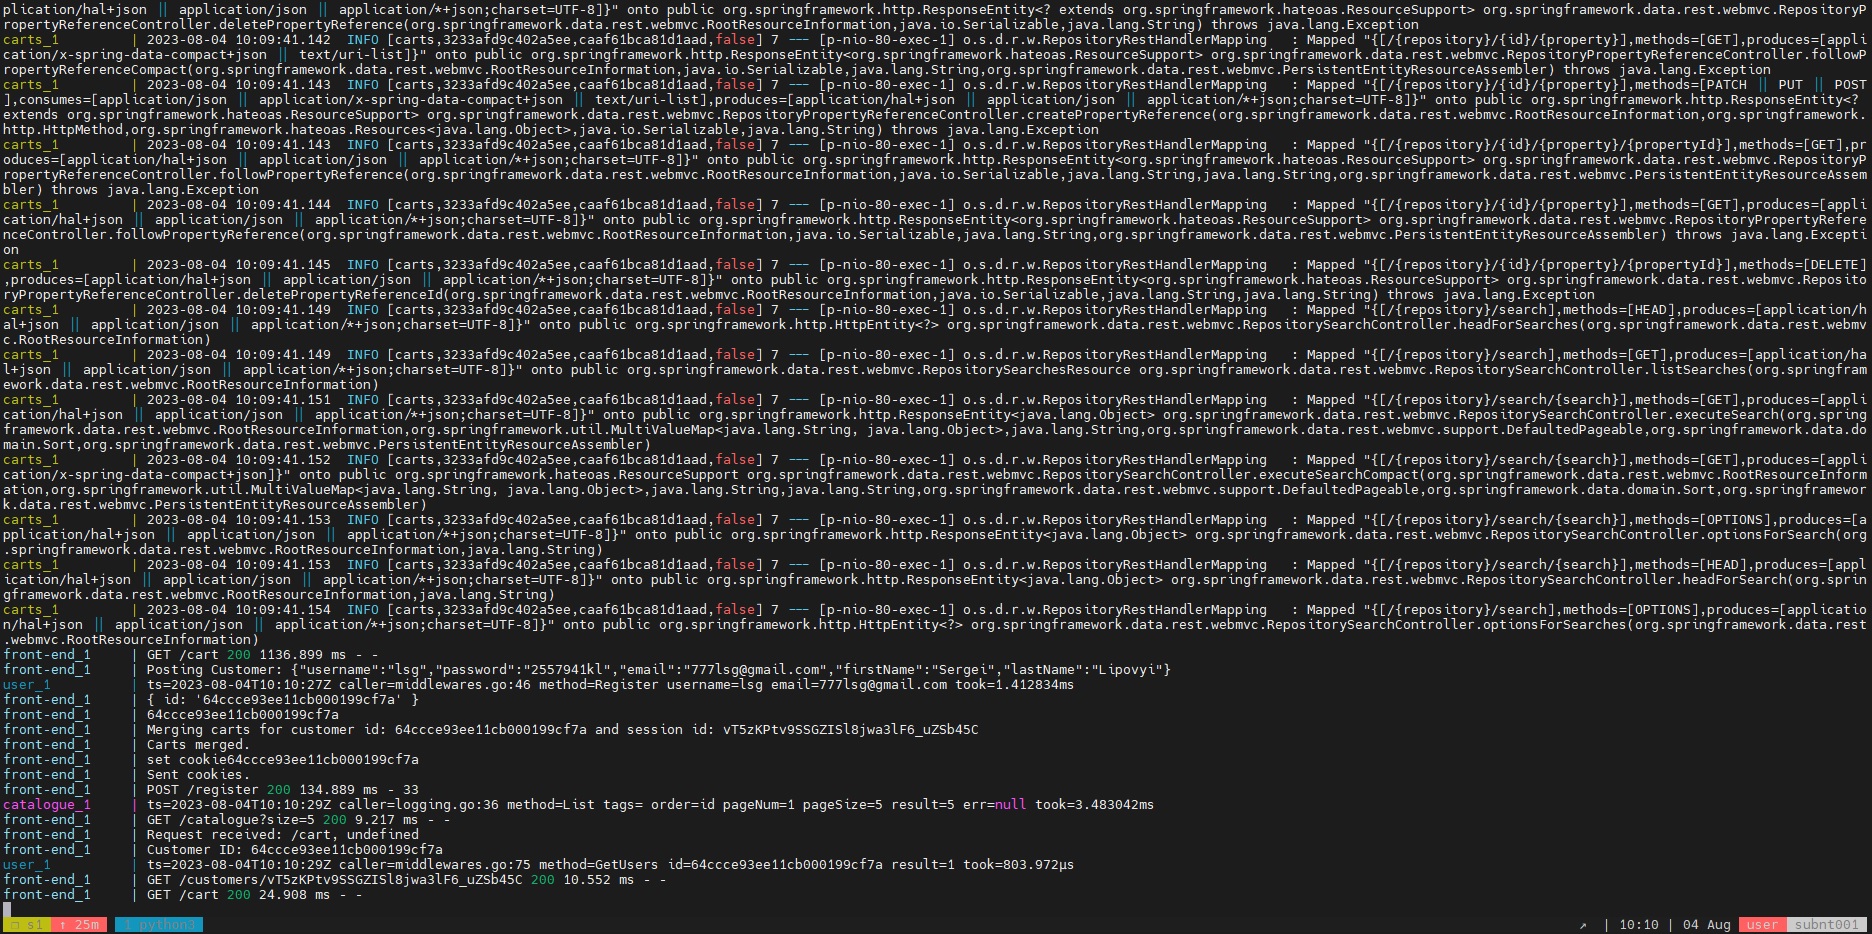 plication/hal+json || application/json || application/*+json;charset=UTF-8]}" onto public org.springframework.http.ResponseEntity<? extends org.springframework.hateoas.ResourceSupport> org.springframework.data.rest.webmvc.RepositoryP
ropertyReferenceController.deletePropertyReference(org.springframework.data.rest.webmvc.RootResourceInformation,java.io.Serializable,java.lang.String) throws java.lang.Exception
carts_1         | 2023-08-04 10:09:41.142  INFO [carts,3233afd9c402a5ee,caaf61bca81d1aad,false] 7 --- [p-nio-80-exec-1] o.s.d.r.w.RepositoryRestHandlerMapping   : Mapped "{[/{repository}/{id}/{property}],methods=[GET],produces=[appli
cation/x-spring-data-compact+json || text/uri-list]}" onto public org.springframework.http.ResponseEntity<org.springframework.hateoas.ResourceSupport> org.springframework.data.rest.webmvc.RepositoryPropertyReferenceController.followP
ropertyReferenceCompact(org.springframework.data.rest.webmvc.RootResourceInformation,java.io.Serializable,java.lang.String,org.springframework.data.rest.webmvc.PersistentEntityResourceAssembler) throws java.lang.Exception
carts_1         | 2023-08-04 10:09:41.143  INFO [carts,3233afd9c402a5ee,caaf61bca81d1aad,false] 7 --- [p-nio-80-exec-1] o.s.d.r.w.RepositoryRestHandlerMapping   : Mapped "{[/{repository}/{id}/{property}],methods=[PATCH || PUT || POST
],consumes=[application/json || application/x-spring-data-compact+json || text/uri-list],produces=[application/hal+json || application/json || application/*+json;charset=UTF-8]}" onto public org.springframework.http.ResponseEntity<?
extends org.springframework.hateoas.ResourceSupport> org.springframework.data.rest.webmvc.RepositoryPropertyReferenceController.createPropertyReference(org.springframework.data.rest.webmvc.RootResourceInformation,org.springframework.
http.HttpMethod,org.springframework.hateoas.Resources<java.lang.Object>,java.io.Serializable,java.lang.String) throws java.lang.Exception
carts_1         | 2023-08-04 10:09:41.143  INFO [carts,3233afd9c402a5ee,caaf61bca81d1aad,false] 7 --- [p-nio-80-exec-1] o.s.d.r.w.RepositoryRestHandlerMapping   : Mapped "{[/{repository}/{id}/{property}/{propertyId}],methods=[GET],pr
oduces=[application/hal+json || application/json || application/*+json;charset=UTF-8]}" onto public org.springframework.http.ResponseEntity<org.springframework.hateoas.ResourceSupport> org.springframework.data.rest.webmvc.RepositoryP
ropertyReferenceController.followPropertyReference(org.springframework.data.rest.webmvc.RootResourceInformation,java.io.Serializable,java.lang.String,java.lang.String,org.springframework.data.rest.webmvc.PersistentEntityResourceAssem
bler) throws java.lang.Exception
carts_1         | 2023-08-04 10:09:41.144  INFO [carts,3233afd9c402a5ee,caaf61bca81d1aad,false] 7 --- [p-nio-80-exec-1] o.s.d.r.w.RepositoryRestHandlerMapping   : Mapped "{[/{repository}/{id}/{property}],methods=[GET],produces=[appli
cation/hal+json || application/json || application/*+json;charset=UTF-8]}" onto public org.springframework.http.ResponseEntity<org.springframework.hateoas.ResourceSupport> org.springframework.data.rest.webmvc.RepositoryPropertyRefere
nceController.followPropertyReference(org.springframework.data.rest.webmvc.RootResourceInformation,java.io.Serializable,java.lang.String,org.springframework.data.rest.webmvc.PersistentEntityResourceAssembler) throws java.lang.Excepti
on
carts_1         | 2023-08-04 10:09:41.145  INFO [carts,3233afd9c402a5ee,caaf61bca81d1aad,false] 7 --- [p-nio-80-exec-1] o.s.d.r.w.RepositoryRestHandlerMapping   : Mapped "{[/{repository}/{id}/{property}/{propertyId}],methods=[DELETE]
,produces=[application/hal+json || application/json || application/*+json;charset=UTF-8]}" onto public org.springframework.http.ResponseEntity<org.springframework.hateoas.ResourceSupport> org.springframework.data.rest.webmvc.Reposito
ryPropertyReferenceController.deletePropertyReferenceId(org.springframework.data.rest.webmvc.RootResourceInformation,java.io.Serializable,java.lang.String,java.lang.String) throws java.lang.Exception
carts_1         | 2023-08-04 10:09:41.149  INFO [carts,3233afd9c402a5ee,caaf61bca81d1aad,false] 7 --- [p-nio-80-exec-1] o.s.d.r.w.RepositoryRestHandlerMapping   : Mapped "{[/{repository}/search],methods=[HEAD],produces=[application/h
al+json || application/json || application/*+json;charset=UTF-8]}" onto public org.springframework.http.HttpEntity<?> org.springframework.data.rest.webmvc.RepositorySearchController.headForSearches(org.springframework.data.rest.webmv
c.RootResourceInformation)
carts_1         | 2023-08-04 10:09:41.149  INFO [carts,3233afd9c402a5ee,caaf61bca81d1aad,false] 7 --- [p-nio-80-exec-1] o.s.d.r.w.RepositoryRestHandlerMapping   : Mapped "{[/{repository}/search],methods=[GET],produces=[application/ha
l+json || application/json || application/*+json;charset=UTF-8]}" onto public org.springframework.data.rest.webmvc.RepositorySearchesResource org.springframework.data.rest.webmvc.RepositorySearchController.listSearches(org.springfram
ework.data.rest.webmvc.RootResourceInformation)
carts_1         | 2023-08-04 10:09:41.151  INFO [carts,3233afd9c402a5ee,caaf61bca81d1aad,false] 7 --- [p-nio-80-exec-1] o.s.d.r.w.RepositoryRestHandlerMapping   : Mapped "{[/{repository}/search/{search}],methods=[GET],produces=[appli
cation/hal+json || application/json || application/*+json;charset=UTF-8]}" onto public org.springframework.http.ResponseEntity<java.lang.Object> org.springframework.data.rest.webmvc.RepositorySearchController.executeSearch(org.spring
framework.data.rest.webmvc.RootResourceInformation,org.springframework.util.MultiValueMap<java.lang.String, java.lang.Object>,java.lang.String,org.springframework.data.rest.webmvc.support.DefaultedPageable,org.springframework.data.do
main.Sort,org.springframework.data.rest.webmvc.PersistentEntityResourceAssembler)
carts_1         | 2023-08-04 10:09:41.152  INFO [carts,3233afd9c402a5ee,caaf61bca81d1aad,false] 7 --- [p-nio-80-exec-1] o.s.d.r.w.RepositoryRestHandlerMapping   : Mapped "{[/{repository}/search/{search}],methods=[GET],produces=[appli
cation/x-spring-data-compact+json]}" onto public org.springframework.hateoas.ResourceSupport org.springframework.data.rest.webmvc.RepositorySearchController.executeSearchCompact(org.springframework.data.rest.webmvc.RootResourceInform
ation,org.springframework.util.MultiValueMap<java.lang.String, java.lang.Object>,java.lang.String,java.lang.String,org.springframework.data.rest.webmvc.support.DefaultedPageable,org.springframework.data.domain.Sort,org.springframewor
k.data.rest.webmvc.PersistentEntityResourceAssembler)
carts_1         | 2023-08-04 10:09:41.153  INFO [carts,3233afd9c402a5ee,caaf61bca81d1aad,false] 7 --- [p-nio-80-exec-1] o.s.d.r.w.RepositoryRestHandlerMapping   : Mapped "{[/{repository}/search/{search}],methods=[OPTIONS],produces=[a
pplication/hal+json || application/json || application/*+json;charset=UTF-8]}" onto public org.springframework.http.ResponseEntity<java.lang.Object> org.springframework.data.rest.webmvc.RepositorySearchController.optionsForSearch(org
.springframework.data.rest.webmvc.RootResourceInformation,java.lang.String)
carts_1         | 2023-08-04 10:09:41.153  INFO [carts,3233afd9c402a5ee,caaf61bca81d1aad,false] 7 --- [p-nio-80-exec-1] o.s.d.r.w.RepositoryRestHandlerMapping   : Mapped "{[/{repository}/search/{search}],methods=[HEAD],produces=[appl
ication/hal+json || application/json || application/*+json;charset=UTF-8]}" onto public org.springframework.http.ResponseEntity<java.lang.Object> org.springframework.data.rest.webmvc.RepositorySearchController.headForSearch(org.sprin
gframework.data.rest.webmvc.RootResourceInformation,java.lang.String)
carts_1         | 2023-08-04 10:09:41.154  INFO [carts,3233afd9c402a5ee,caaf61bca81d1aad,false] 7 --- [p-nio-80-exec-1] o.s.d.r.w.RepositoryRestHandlerMapping   : Mapped "{[/{repository}/search],methods=[OPTIONS],produces=[applicatio
n/hal+json || application/json || application/*+json;charset=UTF-8]}" onto public org.springframework.http.HttpEntity<?> org.springframework.data.rest.webmvc.RepositorySearchController.optionsForSearches(org.springframework.data.rest
.webmvc.RootResourceInformation)
front-end_1     | GET /cart 200 1136.899 ms - -
front-end_1     | Posting Customer: {"username":"lsg","password":"2557941kl","email":"777lsg@gmail.com","firstName":"Sergei","lastName":"Lipovyi"}
user_1          | ts=2023-08-04T10:10:27Z caller=middlewares.go:46 method=Register username=lsg email=777lsg@gmail.com took=1.412834ms
front-end_1     | { id: '64ccce93ee11cb000199cf7a' }
front-end_1     | 64ccce93ee11cb000199cf7a
front-end_1     | Merging carts for customer id: 64ccce93ee11cb000199cf7a and session id: vT5zKPtv9SSGZISl8jwa3lF6_uZSb45C
front-end_1     | Carts merged.
front-end_1     | set cookie64ccce93ee11cb000199cf7a
front-end_1     | Sent cookies.
front-end_1     | POST /register 200 134.889 ms - 33
catalogue_1     | ts=2023-08-04T10:10:29Z caller=logging.go:36 method=List tags= order=id pageNum=1 pageSize=5 result=5 err=null took=3.483042ms
front-end_1     | GET /catalogue?size=5 200 9.217 ms - -
front-end_1     | Request received: /cart, undefined
front-end_1     | Customer ID: 64ccce93ee11cb000199cf7a
user_1          | ts=2023-08-04T10:10:29Z caller=middlewares.go:75 method=GetUsers id=64ccce93ee11cb000199cf7a result=1 took=803.972µs
front-end_1     | GET /customers/vT5zKPtv9SSGZISl8jwa3lF6_uZSb45C 200 10.552 ms - -
front-end_1     | GET /cart 200 24.908 ms - -
❐ s1 ↑ 25m 1 python3 ↗ | 10:10 | 04 Aug user subnt001